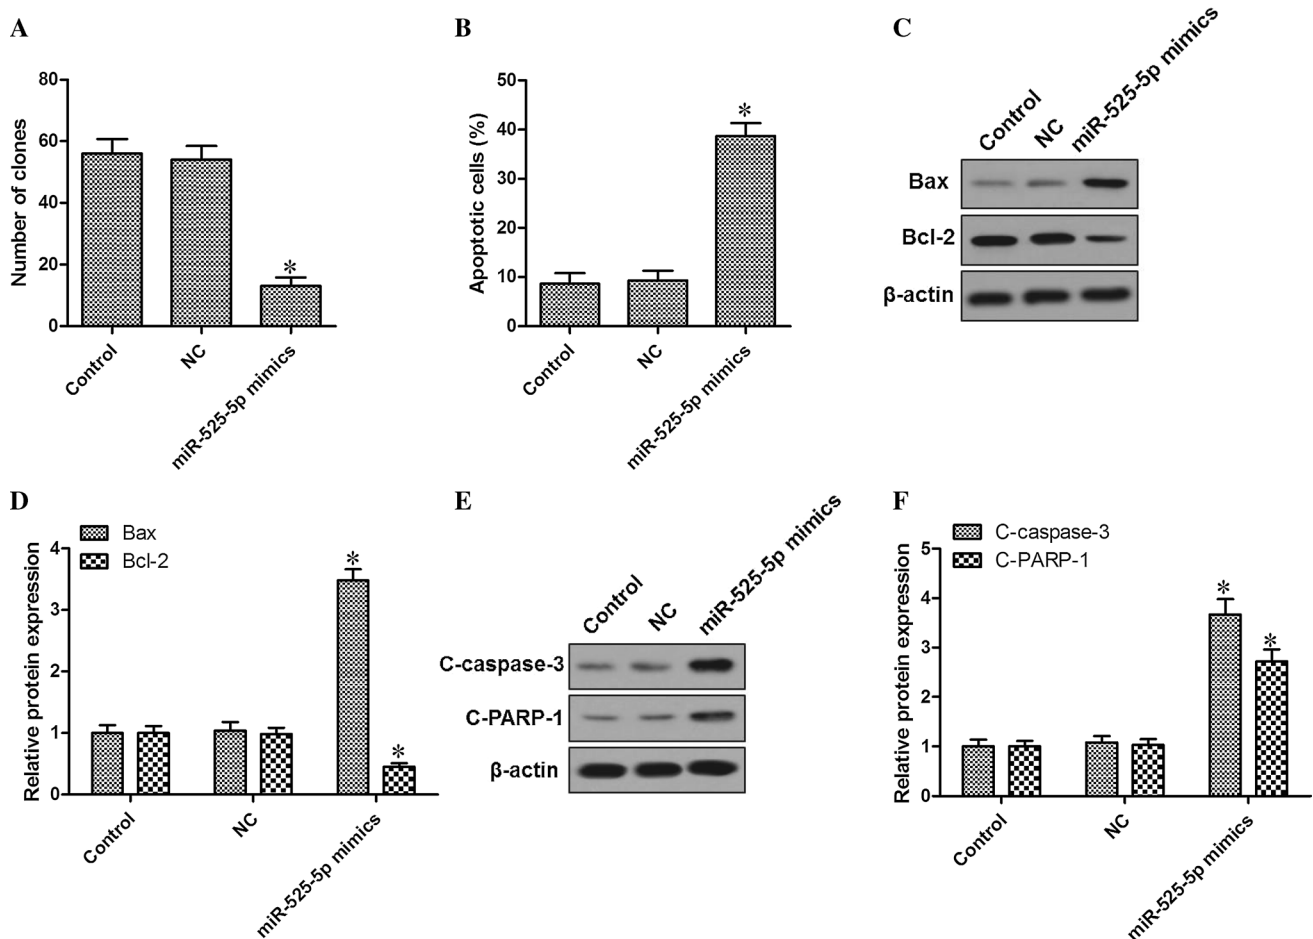 A
Number of clones
80
60
40
20
0
*
Control
NC
miR-525-5p mimics
B
Apoptotic cells (%)
50
40
30
20
10
0
*
Control
NC
miR-525-5p mimics
C
Control
NC
miR-525-5p mimics
Bax
Bcl-2
β-actin
D
Bax
Bcl-2
Relative protein expression
4
3
2
1
0
*
*
Control
NC
miR-525-5p mimics
E
Control
NC
miR-525-5p mimics
C-caspase-3
C-PARP-1
β-actin
F
C-caspase-3
C-PARP-1
Relative protein expression
5
4
3
2
1
0
*
*
Control
NC
miR-525-5p mimics